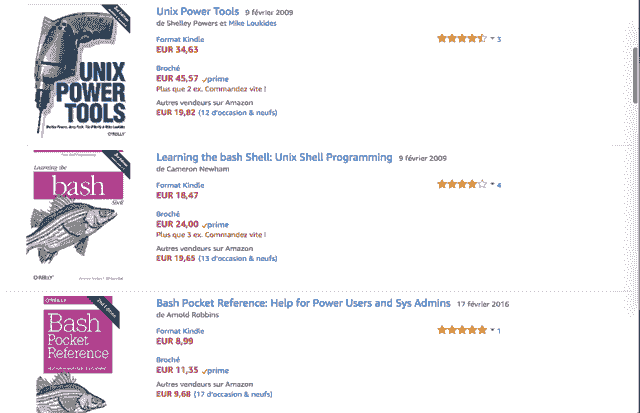 Unix Power Tools 9 février 2009
de Shelley Powers et Mike Loukides
Format Kindle
EUR 34,63
3
Broché
EUR 45,57 prime
Plus que 2 ex. Commandez vite !
Autres vendeurs sur Amazon
EUR 19,82 (12 d'occasion & neufs)
UNIX
POWER
TOOLS
O'REILLY
Learning the bash Shell: Unix Shell Programming 9 février 2009
de Cameron Newham
Format Kindle
EUR 18,47
4
Broché
EUR 24,00 prime
Plus que 3 ex. Commandez vite !
Autres vendeurs sur Amazon
EUR 19,65 (13 d'occasion & neufs)
Learning the
bash
Shell
O'REILLY
Bash Pocket Reference: Help for Power Users and Sys Admins 17 février 2016
de Arnold Robbins
Format Kindle
EUR 8,99
1
Broché
EUR 11,35 prime
Autres vendeurs sur Amazon
EUR 9,68 (17 d'occasion & neufs)
O'REILLY
2nd Edition
Bash
Pocket
Reference